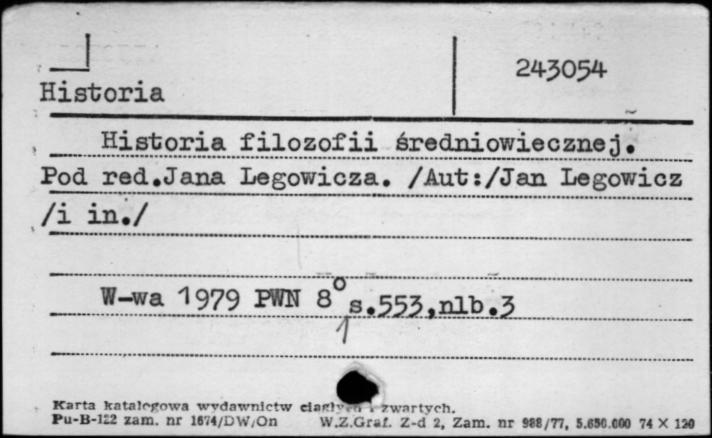 243054
Historia
Historia filozofii średniowiecznej.
Pod red.Jana Legowicza. /Aut:/Jan Legowicz
/i in./
W-wa 1979 PWN 8° s.553,nlb.3
Karta katalogowa wydawnictw ciągłych i zwartych.
Pu-B-122 zam. nr 1674/DW/On W.Z.Graf. Z-d 2, Zam. nr 988/77, 5.650.000 74 X 120